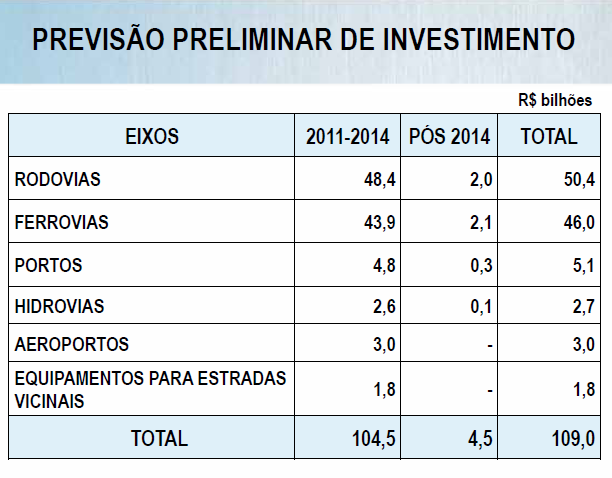 PREVISÃO PRELIMINAR DE INVESTIMENTO
R$ bilhões
EIXOS 2011-2014 PÓS 2014 TOTAL
RODOVIAS 48,4 2,0 50,4
FERROVIAS 43,9 2,1 46,0
PORTOS 4,8 0,3 5,1
HIDROVIAS 2,6 0,1 2,7
AEROPORTOS 3,0 - 3,0
EQUIPAMENTOS PARA ESTRADAS
VICINAIS 1,8 - 1,8
TOTAL 104,5 4,5 109,0